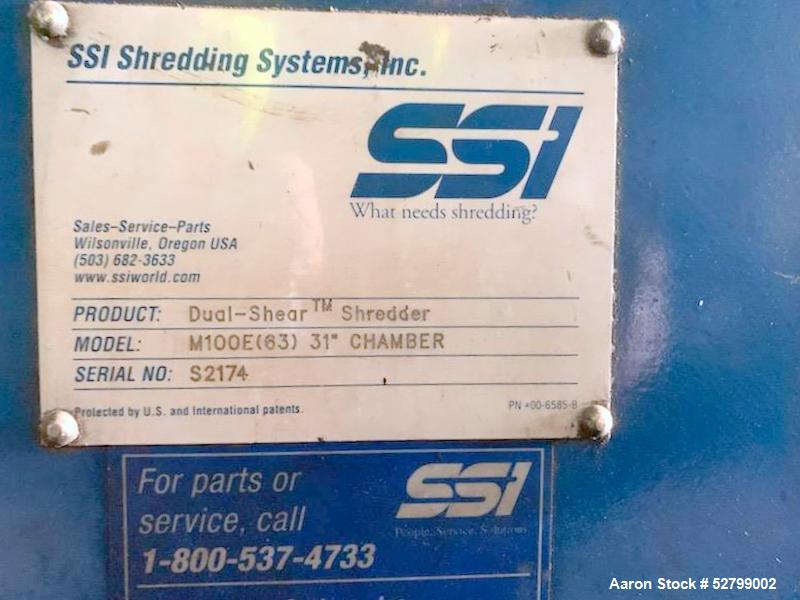 SSI Shredding Systems, Inc.
SSI
What needs shredding?
Sales-Service-Parts
Wilsonville, Oregon USA
(503) 682-3633
www.ssiworld.com
PRODUCT: Dual-Shear™ Shredder
MODEL: M100E(63) 31" CHAMBER
SERIAL NO: S2174
Protected by U.S. and International patents.
PN #00-6585-B
For parts or
service, call
1-800-537-4733
SSI
People, Service, Solutions
Aaron Stock # 52799002